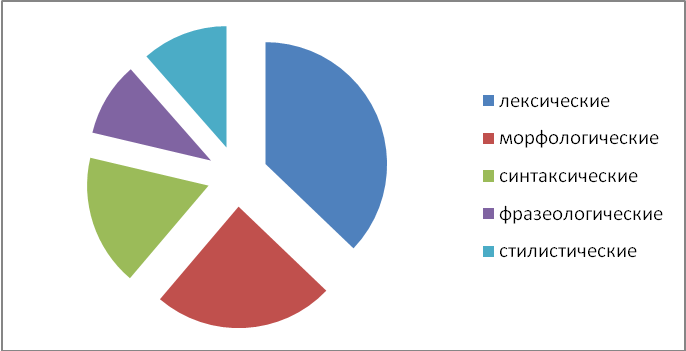 лексические
морфологические
синтаксические
фразеологические
стилистические